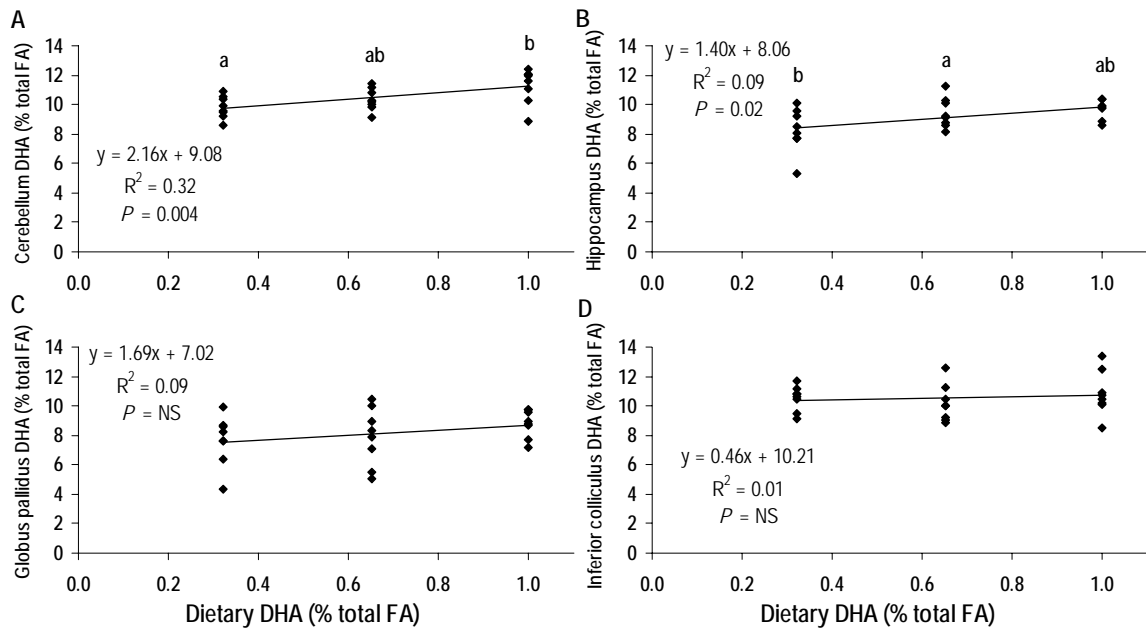 A
Cerebellum DHA (% total FA)
14
12
10
8
6
4
2
0
a
ab
b
y = 2.16x + 9.08
R² = 0.32
P = 0.004
0.0 0.2 0.4 0.6 0.8 1.0
B
Hippocampus DHA (% total FA)
14
12
10
8
6
4
2
0
y = 1.40x + 8.06
R² = 0.09
P = 0.02
b
a
ab
0.0 0.2 0.4 0.6 0.8 1.0
C
Globus pallidus DHA (% total FA)
14
12
10
8
6
4
2
0
y = 1.69x + 7.02
R² = 0.09
P = NS
0.0 0.2 0.4 0.6 0.8 1.0
Dietary DHA (% total FA)
D
Inferior colliculus DHA (% total FA)
14
12
10
8
6
4
2
0
y = 0.46x + 10.21
R² = 0.01
P = NS
0.0 0.2 0.4 0.6 0.8 1.0
Dietary DHA (% total FA)